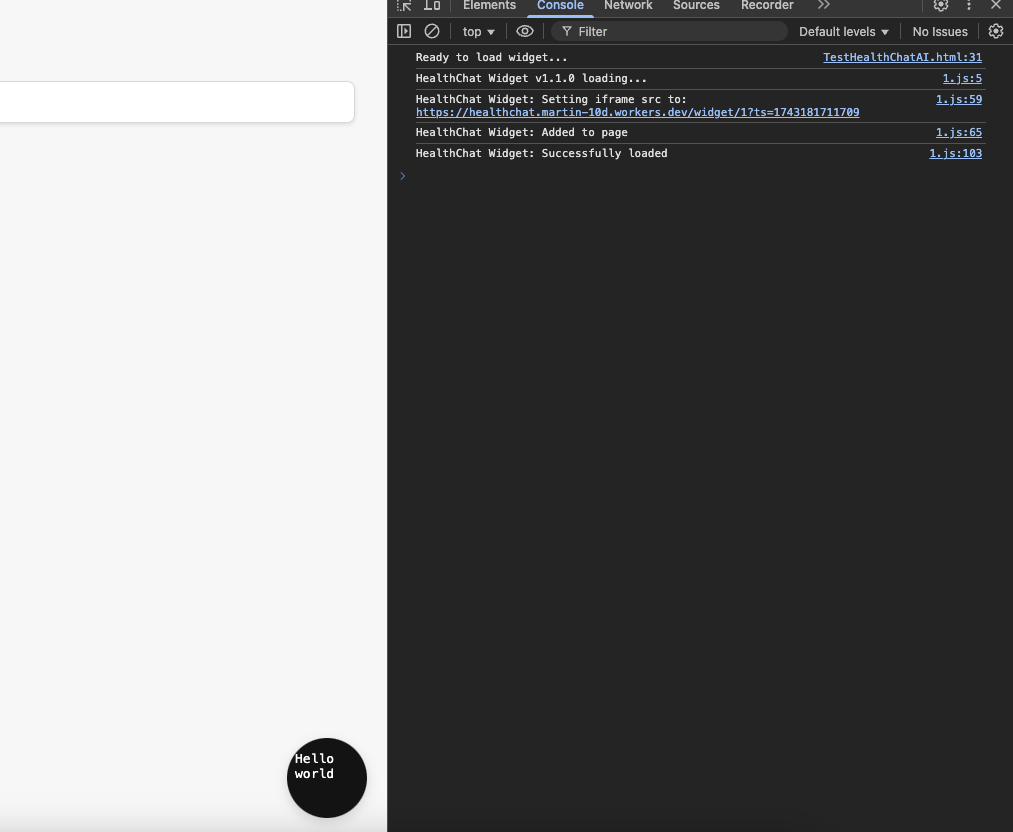 Elements Console Network Sources Recorder
top Filter Default levels No Issues
Ready to load widget... TestHealthChatAI.html:31
HealthChat Widget v1.1.0 loading... 1.js:5
HealthChat Widget: Setting iframe src to: 1.js:59
https://healthchat.martin-10d.workers.dev/widget/1?ts=1743181711709
HealthChat Widget: Added to page 1.js:65
HealthChat Widget: Successfully loaded 1.js:103
Hello
world